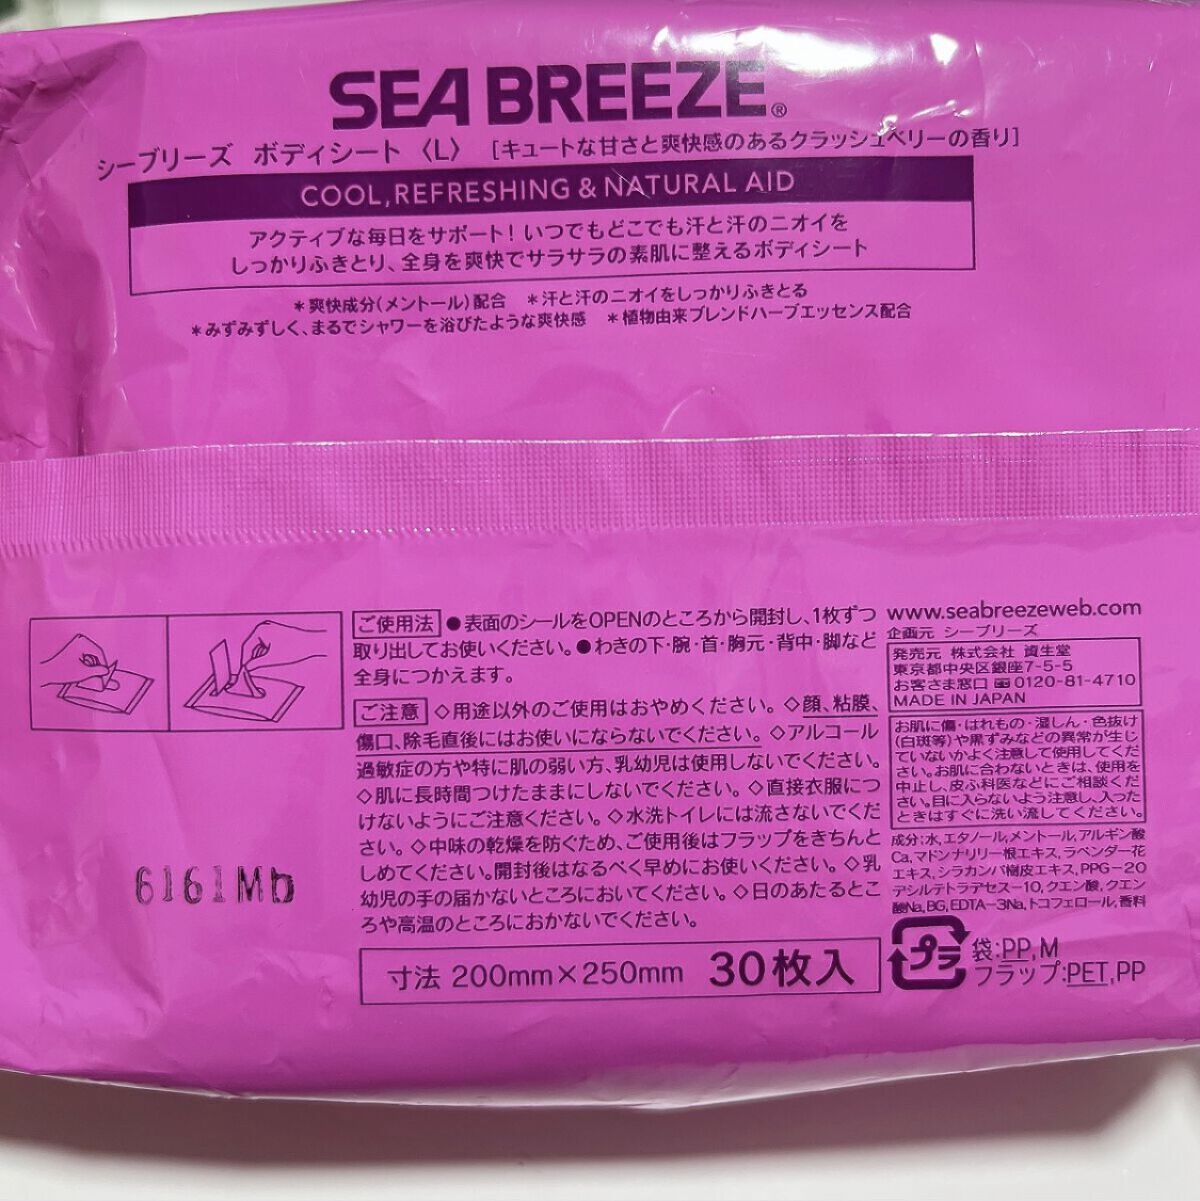 SEA BREEZE®
シーブリーズ ボディシート 〈L〉 [キュートな甘さと爽快感のあるクラッシュベリーの香り]
COOL, REFRESHING & NATURAL AID
アクティブな毎日をサポート！いつでもどこでも汗と汗のニオイを
しっかりふきとり、全身を爽快でサラサラの素肌に整えるボディシート
＊爽快成分(メントール)配合 ＊汗と汗のニオイをしっかりふきとる
＊みずみずしく、まるでシャワーを浴びたような爽快感 ＊植物由来ブレンドハーブエッセンス配合
ご使用法 ●表面のシールをOPENのところから開封し、1枚ずつ
取り出してお使いください。●わきの下・腕・首・胸元・背中・脚など
全身につかえます。
ご注意 ◇用途以外のご使用はおやめください。◇顔、粘膜、
傷口、除毛直後にはお使いにならないでください。◇アルコール
過敏症の方や特に肌の弱い方、乳幼児は使用しないでください。
◇肌に長時間つけたままにしないでください。◇直接衣服につ
けないようにご注意ください。◇水洗トイレには流さないでくだ
さい。◇中味の乾燥を防ぐため、ご使用後はフラップをきちんと
しめてください。開封後はなるべく早めにお使いください。◇乳
幼児の手の届かないところにおいてください。◇日のあたるとこ
ろや高温のところにおかないでください。
寸法 200mm×250mm 30枚入
www.seabreezeweb.com
企画元 シーブリーズ
発売元 株式会社 資生堂
東京都中央区銀座7-5-5
お客さま窓口 0120-81-4710
MADE IN JAPAN
お肌に傷・はれもの・湿しん・色抜け
(白斑等)や黒ずみなどの異常が生じ
ていないかよく注意して使用してくだ
さい。お肌に合わないときは、使用を
中止し、皮ふ科医などにご相談くだ
さい。目に入らないよう注意し、入った
ときはすぐに洗い流してください。
成分:水,エタノール,メントール,アルギン酸
Ca,マドンナリリー根エキス,ラベンダー花
エキス,シラカンバ樹皮エキス,PPG-20
デシルテトラデセス-10,クエン酸,クエン
酸Na,BG,EDTA-3Na,トコフェロール,香料
プラ 袋:PP,M
フラップ:PET,PP
6161Mb